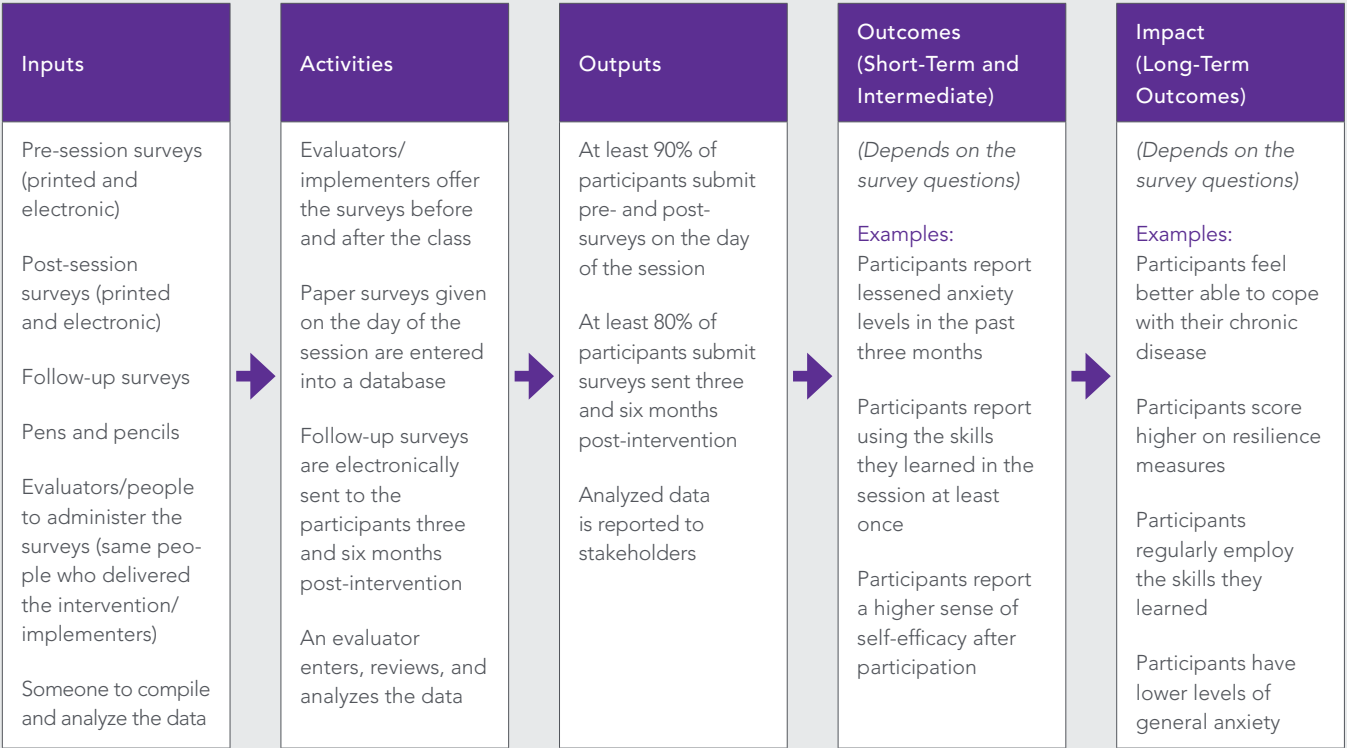 Inputs
Pre-session surveys
(printed and
electronic)
Post-session
surveys (printed
and electronic)
Follow-up surveys
Pens and pencils
Evaluators/people
to administer the
surveys (same peo-
ple who delivered
the intervention/
implementers)
Someone to compile
and analyze the data
Activities
Evaluators/
implementers offer
the surveys before
and after the class
Paper surveys given
on the day of the
session are entered
into a database
Follow-up surveys
are electronically
sent to the
participants three
and six months
post-intervention
An evaluator
enters, reviews, and
analyzes the data
Outputs
At least 90% of
participants submit
pre- and post-
surveys on the day
of the session
At least 80% of
participants submit
surveys sent three
and six months
post-intervention
Analyzed data
is reported to
stakeholders
Outcomes
(Short-Term and
Intermediate)
(Depends on the
survey questions)
Examples:
Participants report
lessened anxiety
levels in the past
three months
Participants report
using the skills
they learned in the
session at least
once
Participants report
a higher sense of
self-efficacy after
participation
Impact
(Long-Term
Outcomes)
(Depends on the
survey questions)
Examples:
Participants feel
better able to cope
with their chronic
disease
Participants score
higher on resilience
measures
Participants
regularly employ
the skills they
learned
Participants have
lower levels of
general anxiety